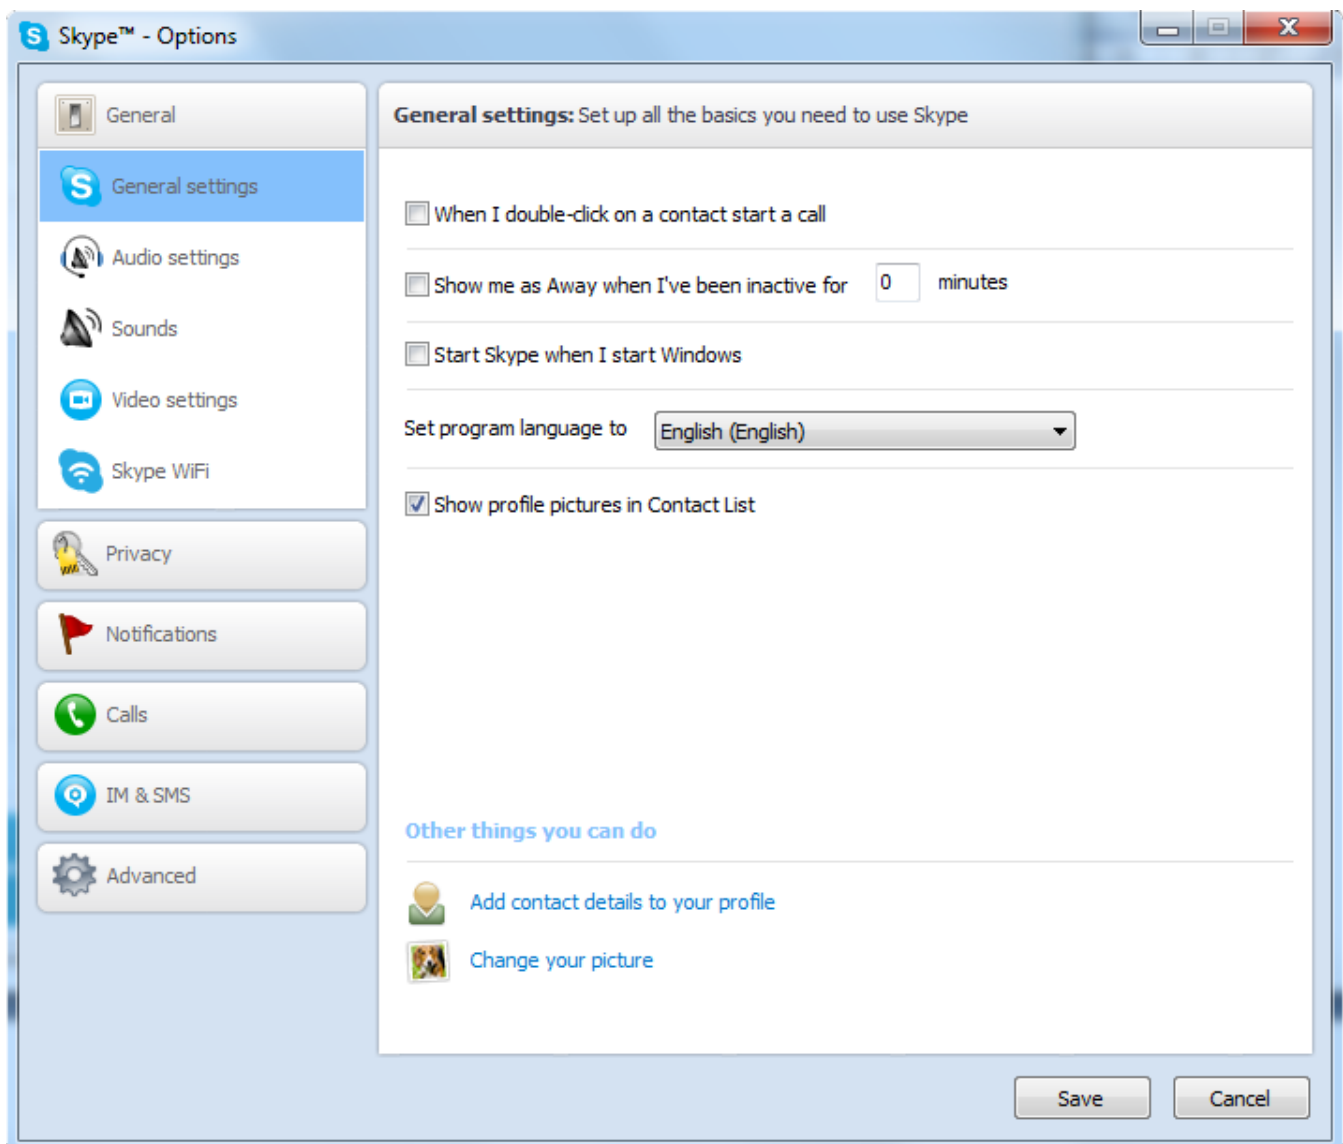 Skype™ - Options
General
General settings
Audio settings
Sounds
Video settings
Skype WiFi
Privacy
Notifications
Calls
IM & SMS
Advanced
General settings: Set up all the basics you need to use Skype
When I double-click on a contact start a call
Show me as Away when I've been inactive for 0 minutes
Start Skype when I start Windows
Set program language to English (English)
Show profile pictures in Contact List
Other things you can do
Add contact details to your profile
Change your picture
Save Cancel